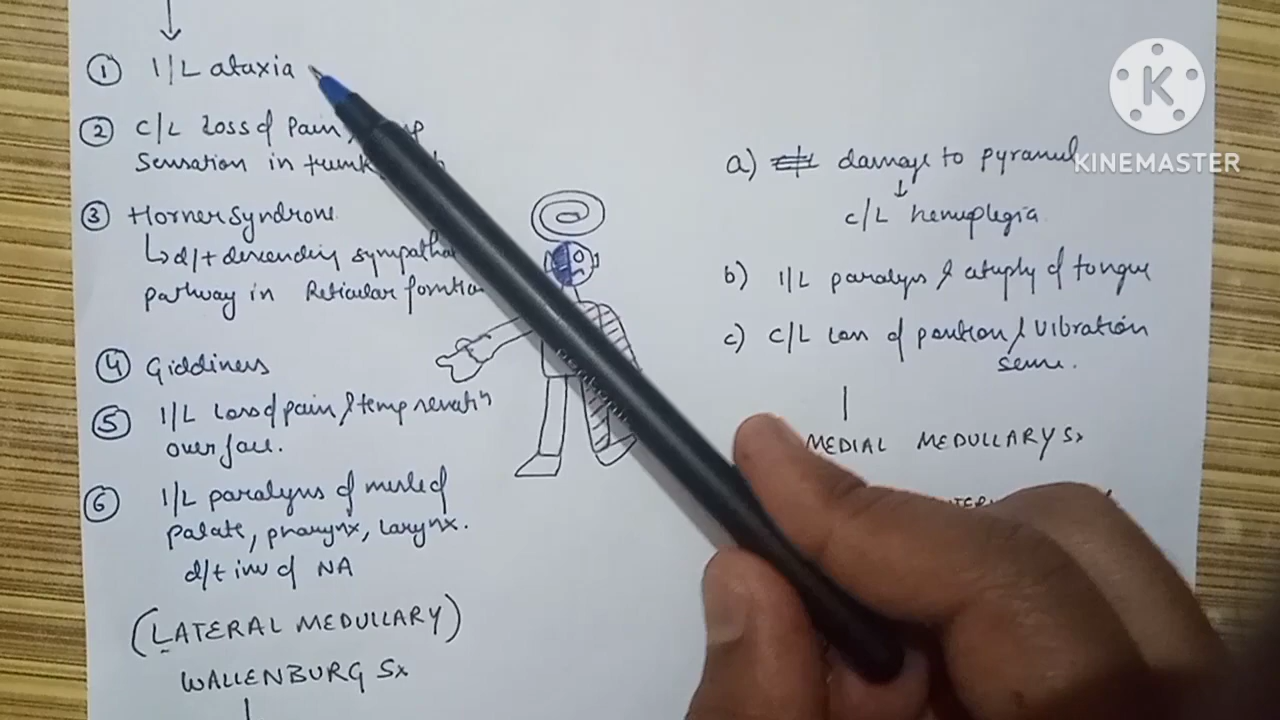 ① I/L ataxia
② C/L Loss of Pain
Sensation in trunk
③ Horner Syndrome
↳ d/t descending sympatha
pathway in Reticular formtion
④ Giddiness
⑤ I/L Loss of pain & temp sensatin
over face.
⑥ I/L paralysis of muscle of
palate, pharynx, larynx.
d/t inv of NA
(LATERAL MEDULLARY)
WALLENBURG Sx
a) damage to pyramid
↓
C/L hemiplegia
b) I/L paralysis & atrophy of tongue
c) C/L loss of position & Vibration
sense.
MEDIAL MEDULLARY Sx
K
KINEMASTER